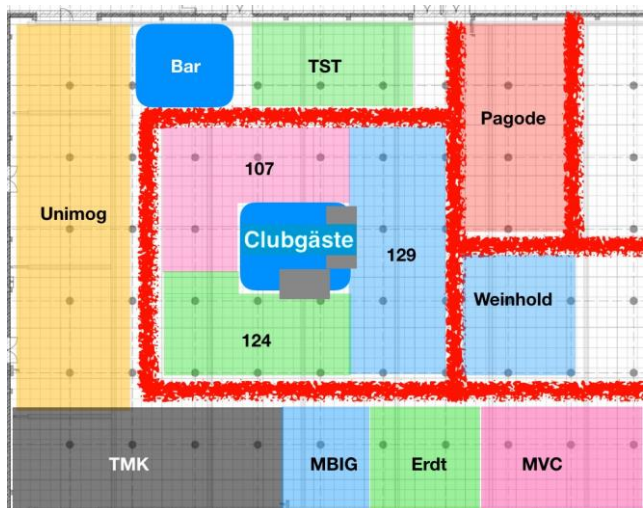 Bar
TST
Pagode
107
Unimog
Clubgäste
129
Weinhold
124
TMK
MBIG
Erdt
MVC